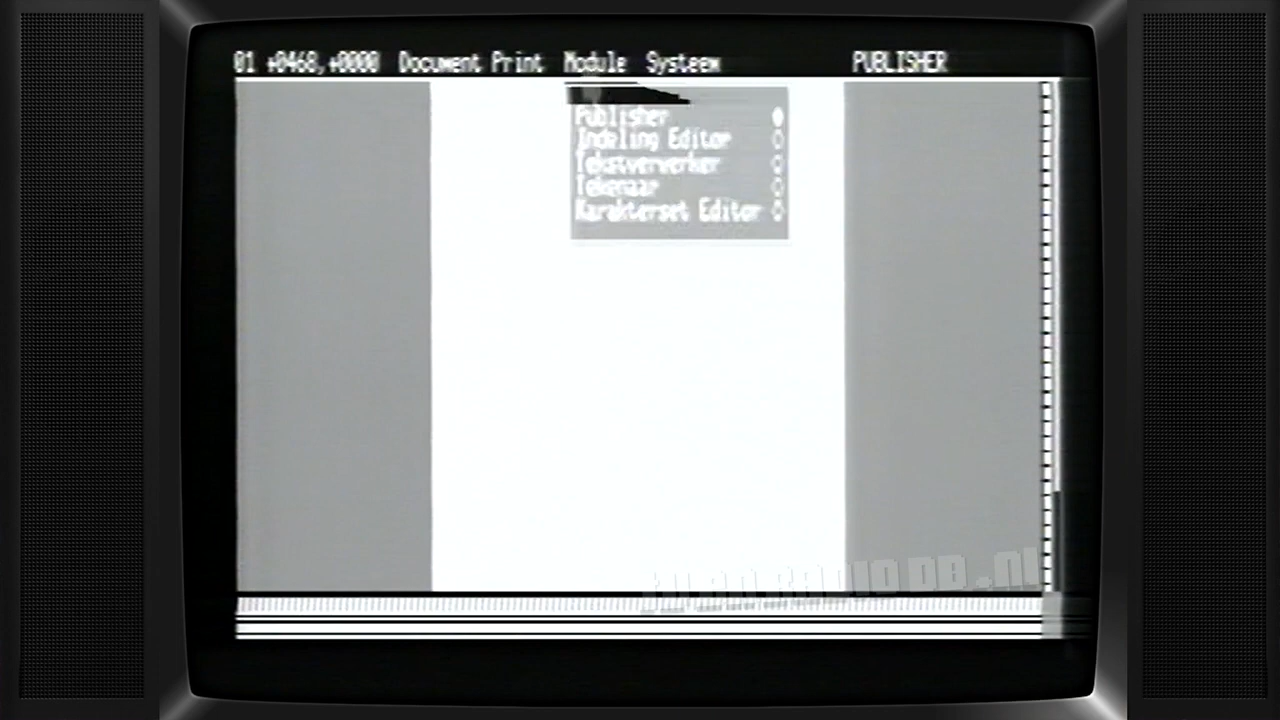 01 +0468,+0000 Document Print Module Systeem PUBLISHER
Publisher
Indeling Editor
Tekstverwerker
Tekenaar
Karakterset Editor